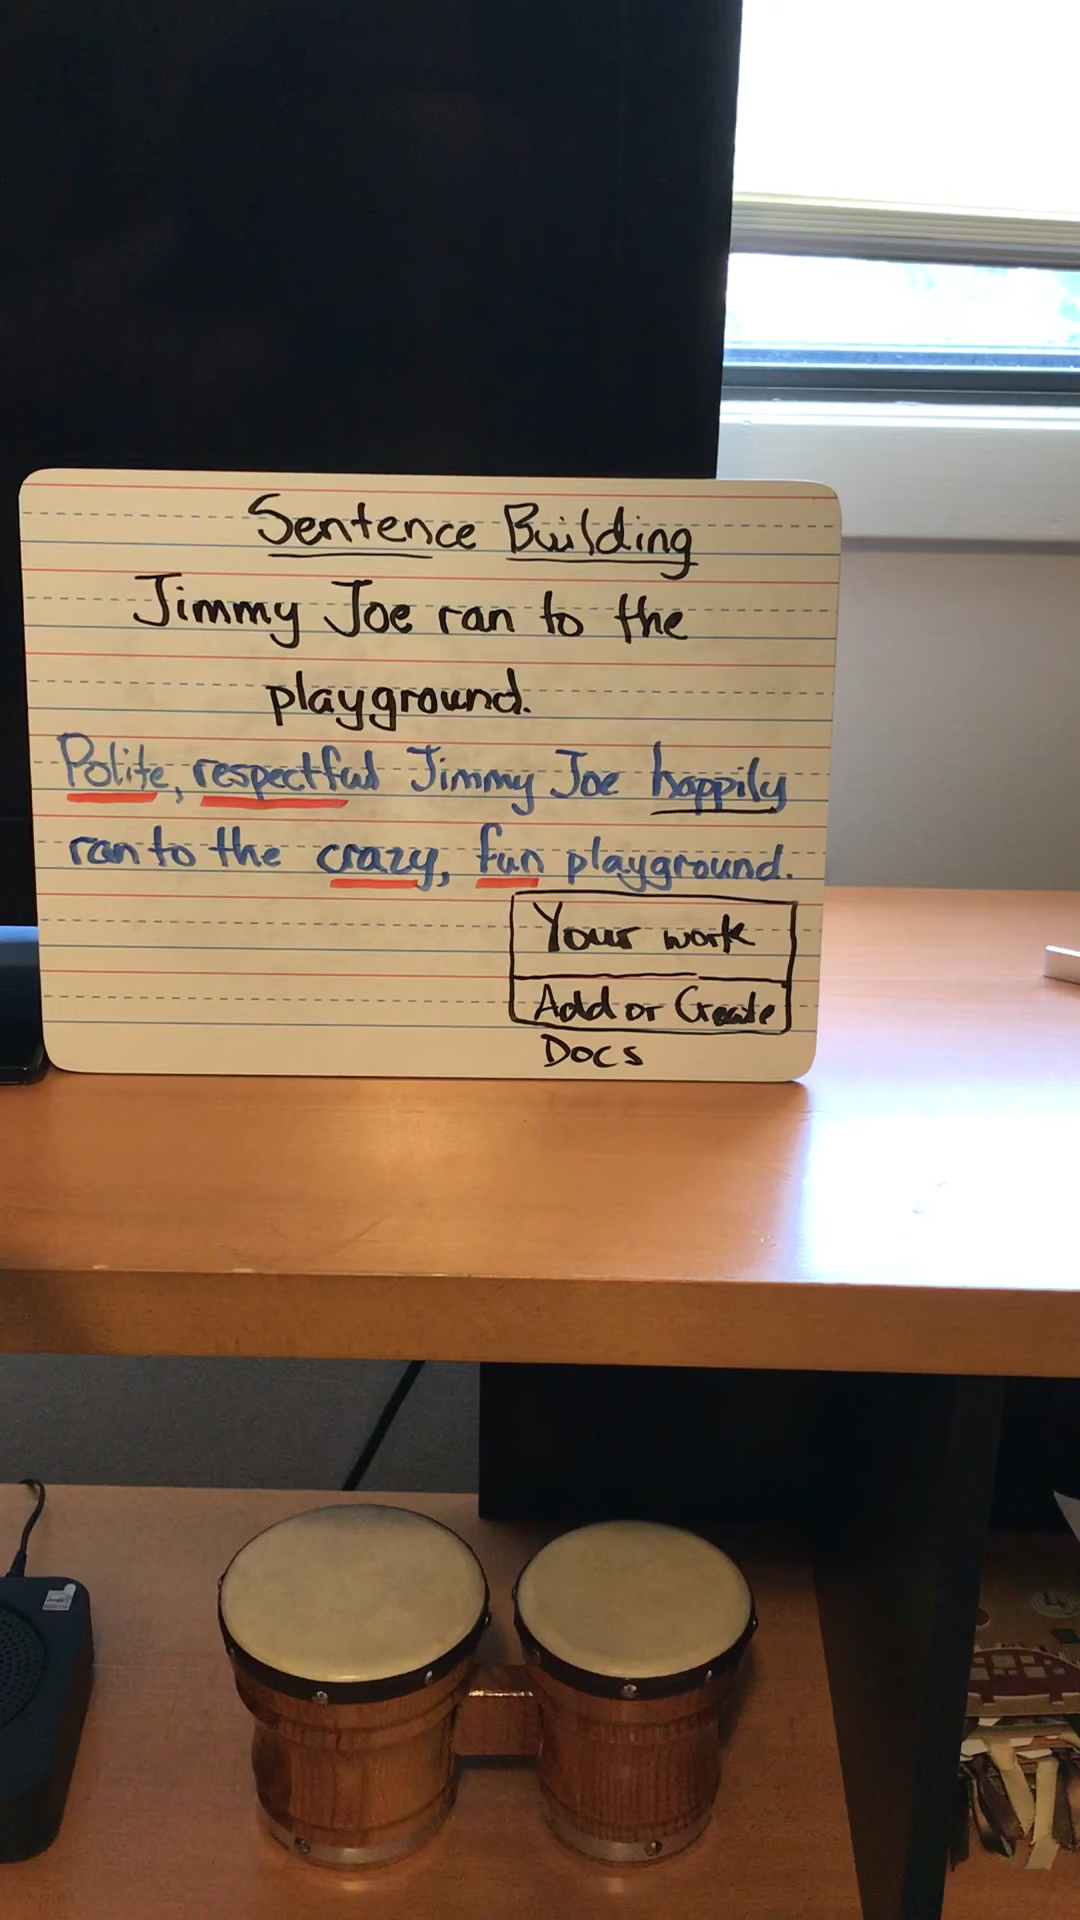 Sentence Building
Jimmy Joe ran to the
playground.
Polite, respectful Jimmy Joe happily
ran to the crazy, fun playground.
Your work
Add or Create
Docs